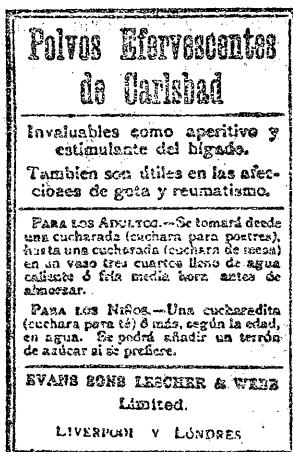 Polvos Efervescentes
de Carlsbad
Invaluables como aperitivo y
estimulante del hígado.
Tambien son útiles en las afec-
ciones de gota y reumatismo.
PARA LOS ADULTOS.—Se tomará desde
una cucharada (cuchara para postres),
hasta una cucharada (cuchara de mesa)
en un vaso tres cuartos lleno de agua
caliente ó fría media hora antes de
almorzar.
PARA LOS NIÑOS.—Una cucharadita
(cuchara para té) ó más, según la edad,
en agua. Se podrá añadir un terrón
de azúcar si se prefiere.
EVANS SONS LESCHER & WEBB
Limited.
LIVERPOOL Y LÓNDRES